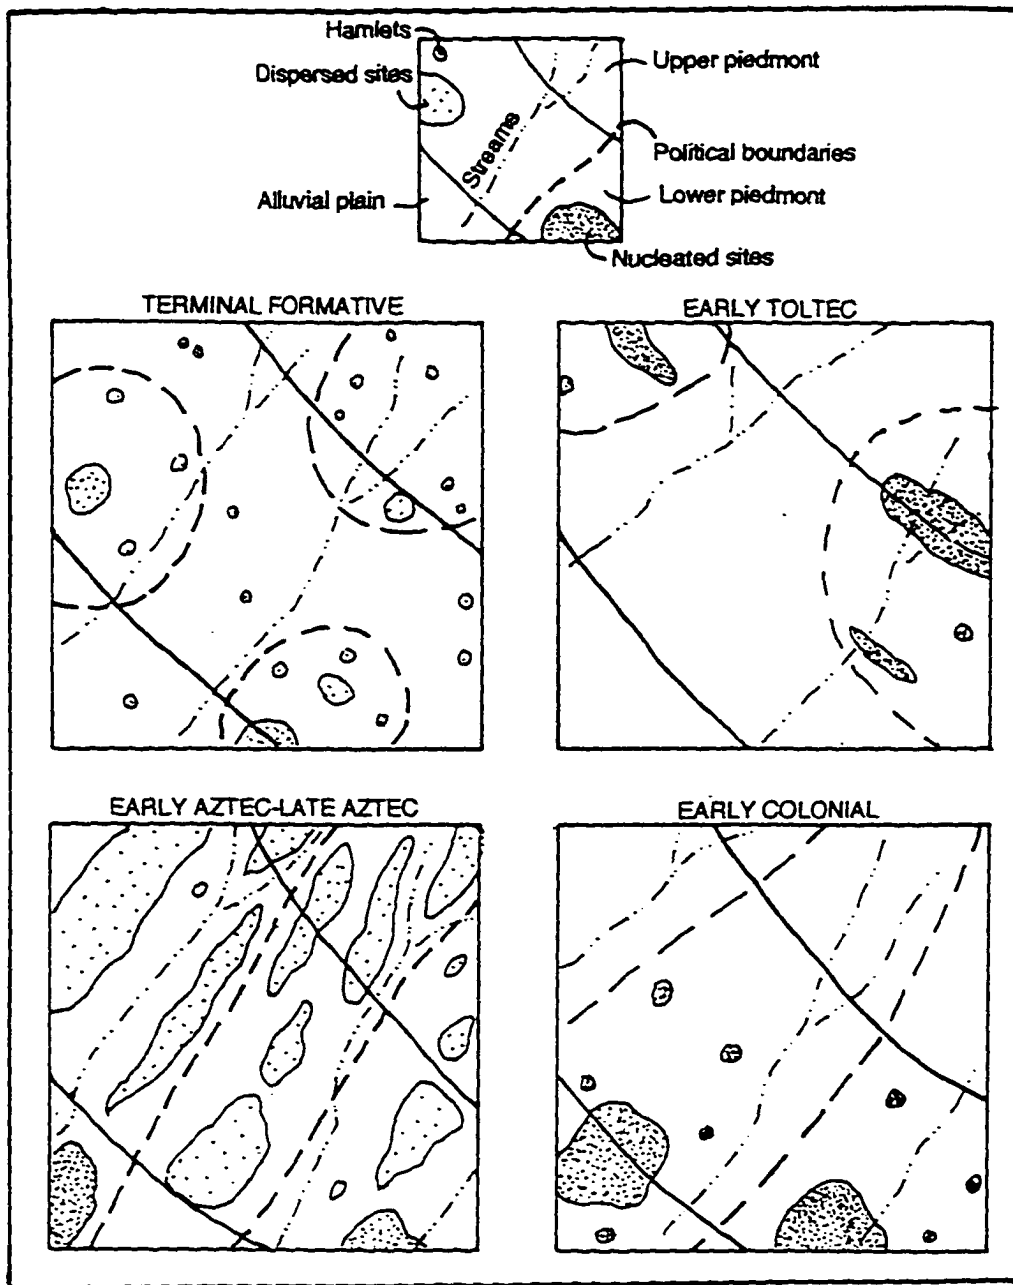 Hamlets
Dispersed sites
Upper piedmont
Streams
Political boundaries
Alluvial plain
Lower piedmont
Nucleated sites
TERMINAL FORMATIVE
EARLY TOLTEC
EARLY AZTEC-LATE AZTEC
EARLY COLONIAL